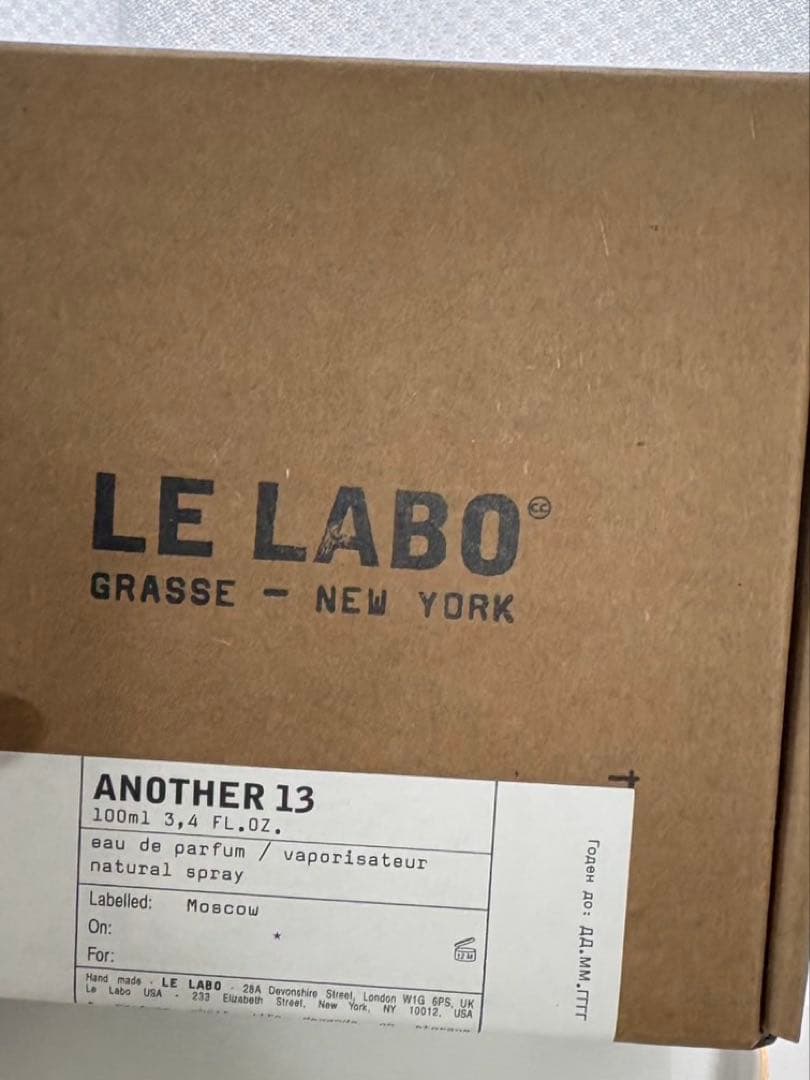 LE LABO
GRASSE - NEW YORK
ANOTHER 13
100ml 3,4 FL.OZ.
eau de parfum / vaporisateur
natural spray
Labelled: Moscow
On: *
For:
12 M
Hand made - LE LABO - 28A Devonshire Street, London W1G 6PS, UK
Le Labo USA - 233 Elizabeth Street, New York, NY 10012, USA
Годен до: ДД.ММ.ГГГГ